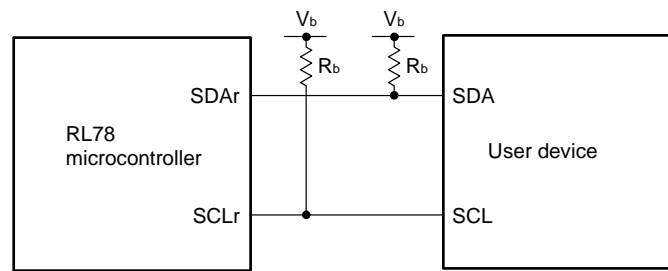 Vb
Vb
Rb
Rb
SDAr
SDA
RL78
microcontroller
User device
SCLr
SCL